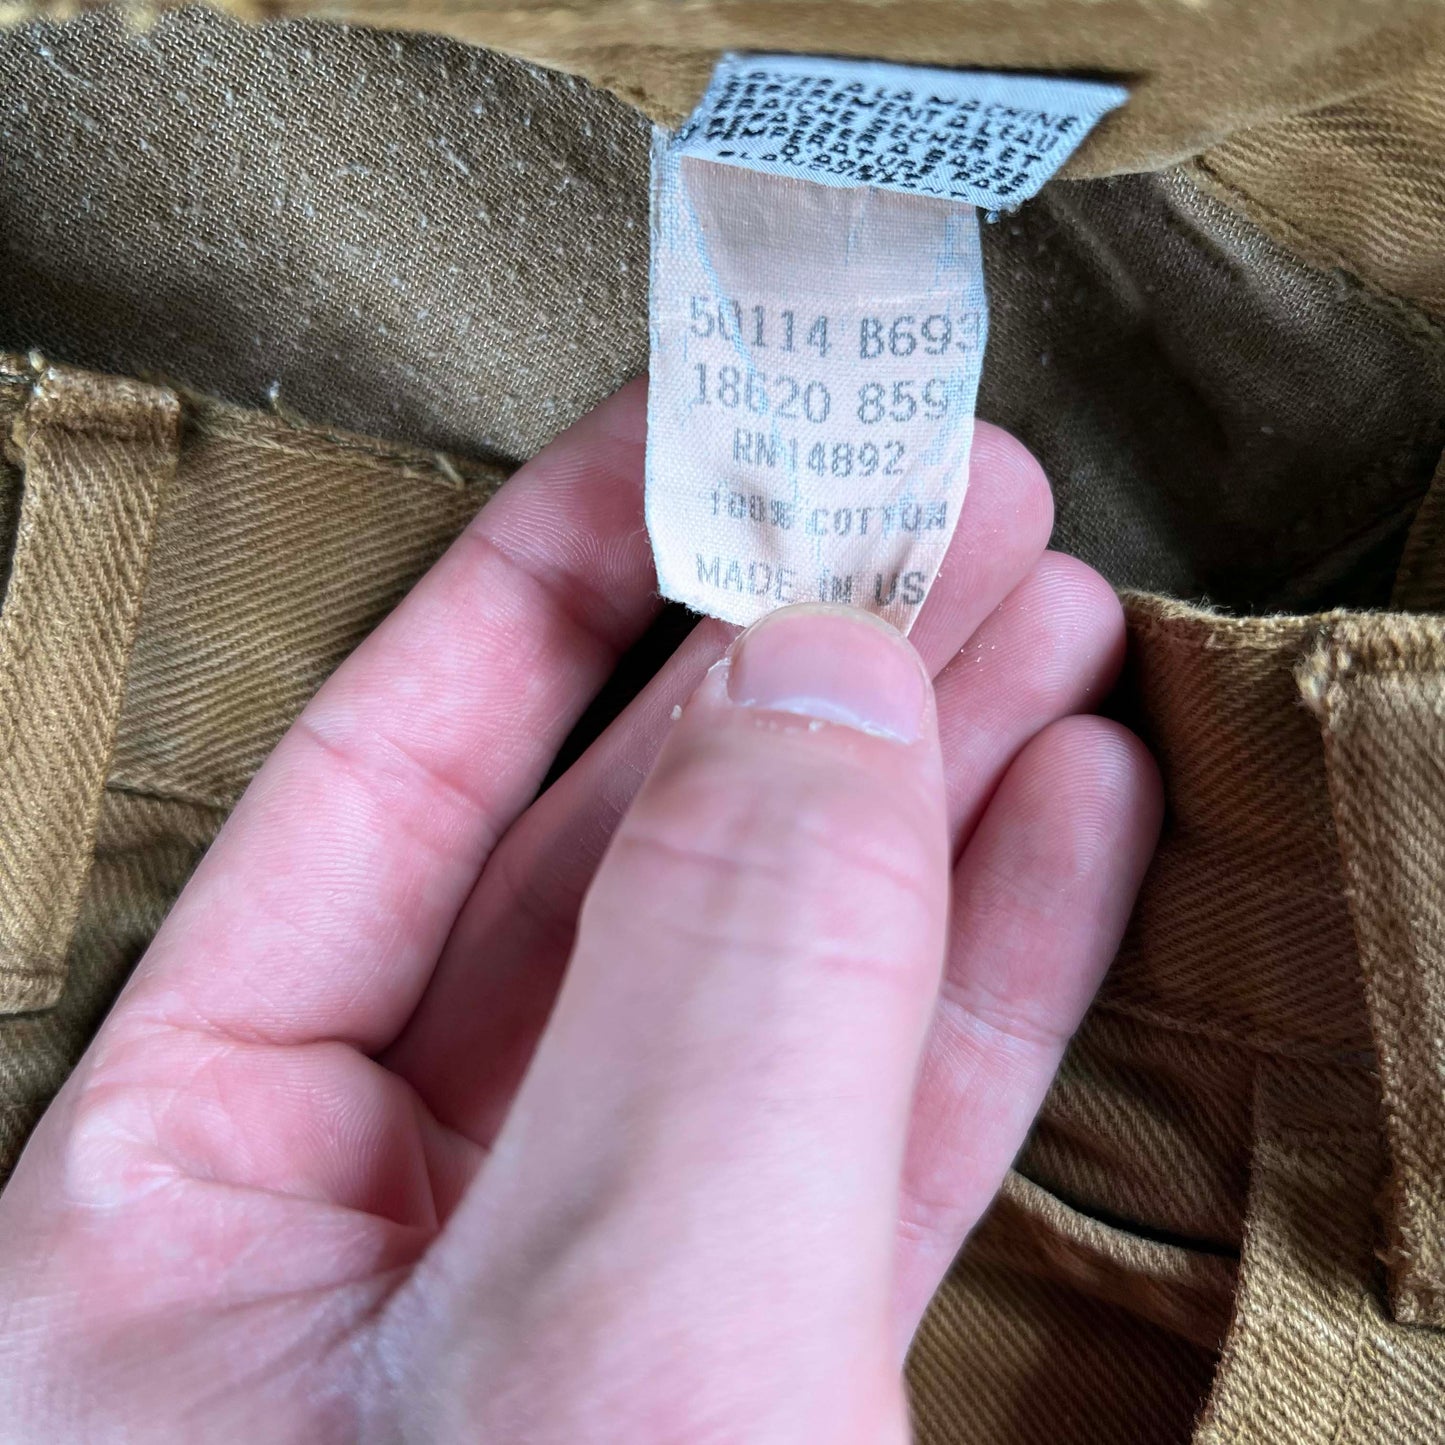 LAVER A LA MACHINE
SEPAREMENT A L'EAU
FRAICHE SECHER ET
REPASSER A BASSE
TEMPERATURE PAS
50114 B693
18620 859
RN 14892
100% COTTON
MADE IN US